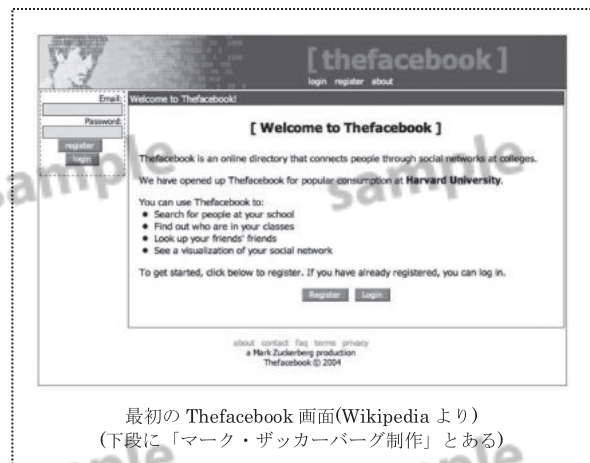 [ thefacebook ]
login register about
Email:
Password:
register
login
Welcome to Thefacebook!
[ Welcome to Thefacebook ]
Thefacebook is an online directory that connects people through social networks at colleges.
We have opened up Thefacebook for popular consumption at Harvard University.
You can use Thefacebook to:
● Search for people at your school
● Find out who are in your classes
● Look up your friends' friends
● See a visualization of your social network
To get started, click below to register. If you have already registered, you can log in.
Register Login
about contact faq terms privacy
a Mark Zuckerberg production
Thefacebook © 2004
最初の Thefacebook 画面(Wikipedia より)
(下段に「マーク・ザッカーバーグ制作」とある)
sample
sample
sample
sample